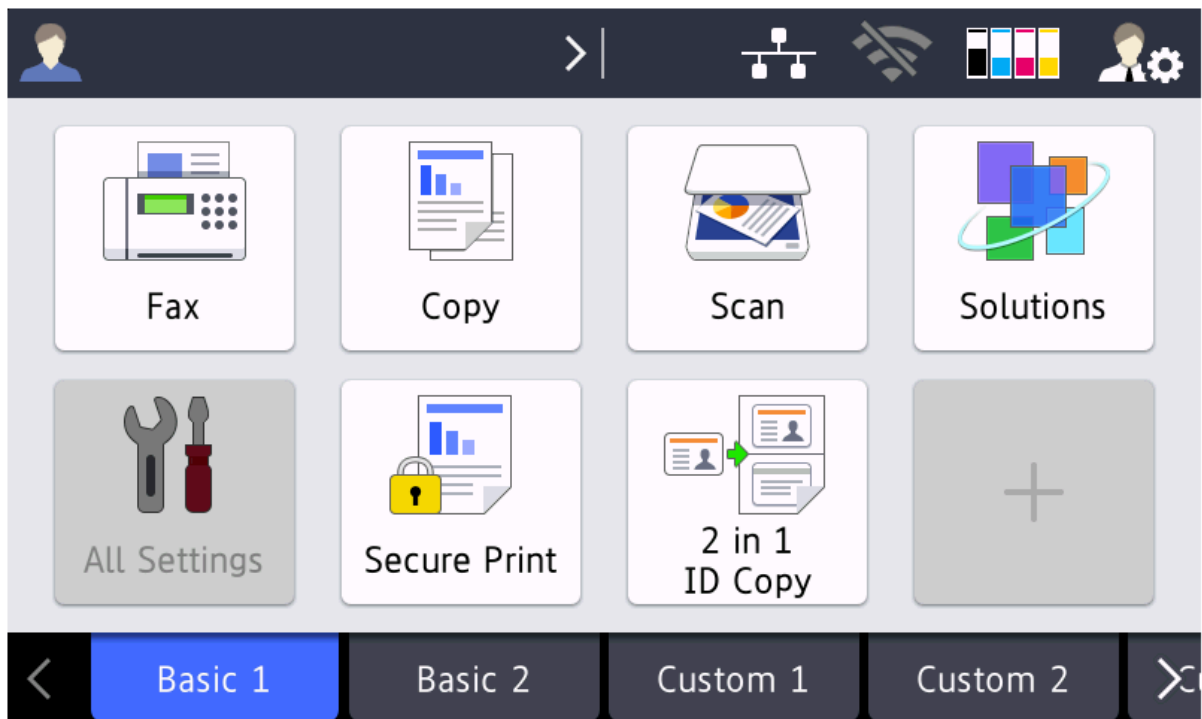 Fax
Copy
Scan
Solutions
All Settings
Secure Print
2 in 1
ID Copy
Basic 1
Basic 2
Custom 1
Custom 2